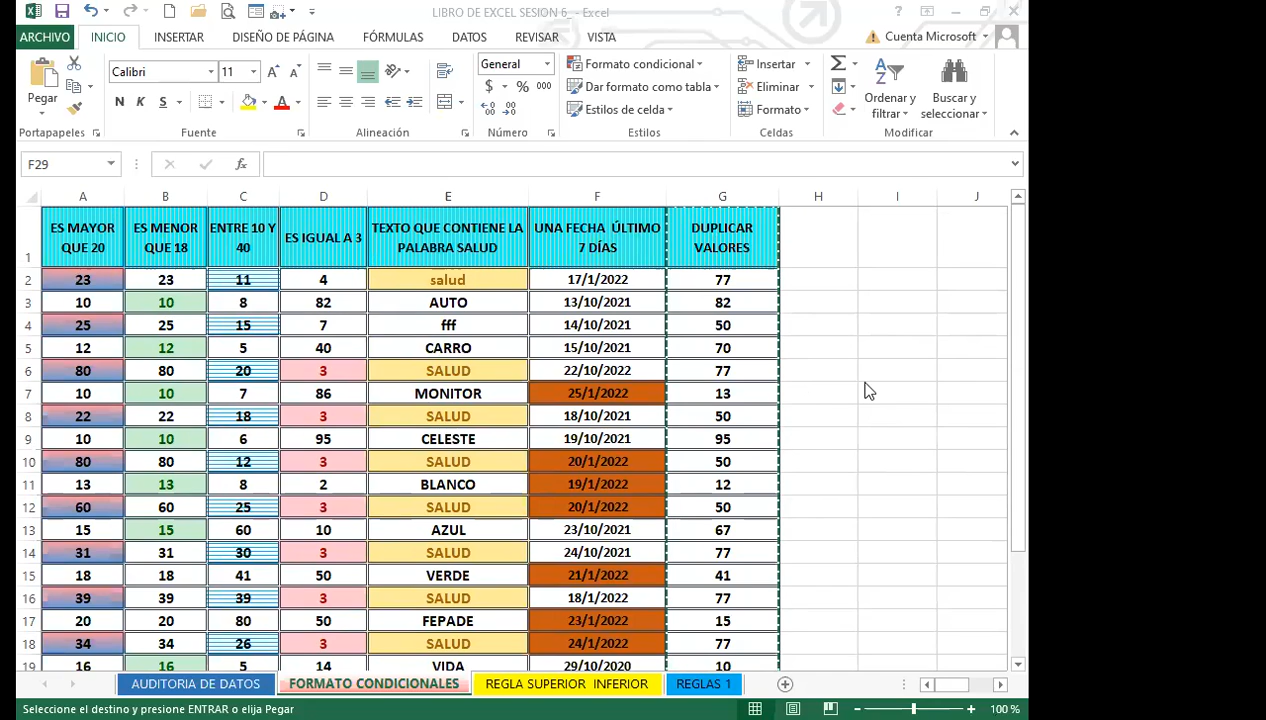 LIBRO DE EXCEL SESION 6_ - Excel
ARCHIVO INICIO INSERTAR DISEÑO DE PÁGINA FÓRMULAS DATOS REVISAR VISTA Cuenta Microsoft
Pegar
Calibri 11
N K S
General
$ % 000
Formato condicional
Dar formato como tabla
Estilos de celda
Insertar
Eliminar
Formato
Ordenar y filtrar
Buscar y seleccionar
Portapapeles Fuente Alineación Número Estilos Celdas Modificar
F29 fx
A B C D E F G H I J
1 ES MAYOR QUE 20 ES MENOR QUE 18 ENTRE 10 Y 40 ES IGUAL A 3 TEXTO QUE CONTIENE LA PALABRA SALUD UNA FECHA ÚLTIMO 7 DÍAS DUPLICAR VALORES
2 23 23 11 4 salud 17/1/2022 77
3 10 10 8 82 AUTO 13/10/2021 82
4 25 25 15 7 fff 14/10/2021 50
5 12 12 5 40 CARRO 15/10/2021 70
6 80 80 20 3 SALUD 22/10/2022 77
7 10 10 7 86 MONITOR 25/1/2022 13
8 22 22 18 3 SALUD 18/10/2021 50
9 10 10 6 95 CELESTE 19/10/2021 95
10 80 80 12 3 SALUD 20/1/2022 50
11 13 13 8 2 BLANCO 19/1/2022 12
12 60 60 25 3 SALUD 20/1/2022 50
13 15 15 60 10 AZUL 23/10/2021 67
14 31 31 30 3 SALUD 24/10/2021 77
15 18 18 41 50 VERDE 21/1/2022 41
16 39 39 39 3 SALUD 18/1/2022 77
17 20 20 80 50 FEPADE 23/1/2022 15
18 34 34 26 3 SALUD 24/1/2022 77
19 16 16 5 14 VIDA 29/10/2020 10
AUDITORIA DE DATOS FORMATO CONDICIONALES REGLA SUPERIOR INFERIOR REGLAS 1
Seleccione el destino y presione ENTRAR o elija Pegar 100 %